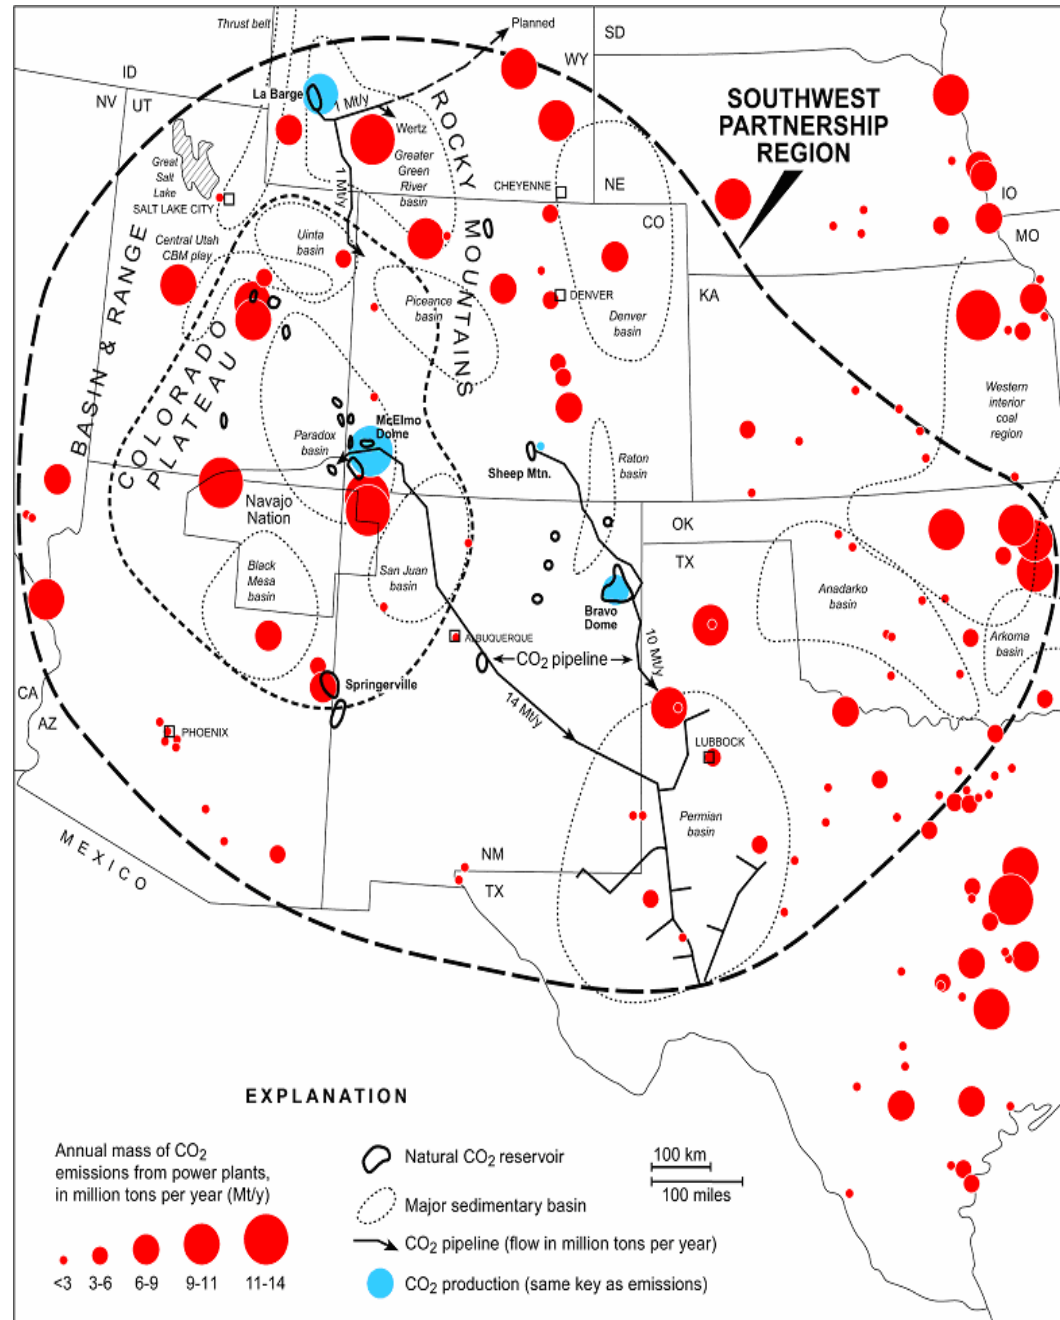 Thrust belt
Planned
SD
WY
ID
NV
UT
La Barge
1 Mt/y
Wertz
ROCKY
MOUNTAINS
SOUTHWEST
PARTNERSHIP
REGION
Great
Salt
Lake
SALT LAKE CITY
1 Mt/y
Greater
Green
River
basin
CHEYENNE
NE
IO
MO
CO
KA
Central Utah
CBM play
Uinta
basin
BASIN & RANGE
Piceance
basin
DENVER
Denver
basin
COLORADO
PLATEAU
Western
interior
coal
region
McElmo
Dome
Paradox
basin
Sheep Mtn.
Raton
basin
Navajo
Nation
OK
TX
Black
Mesa
basin
San Juan
basin
Anadarko
basin
Bravo
Dome
Arkoma
basin
ALBUQUERQUE
CO2 pipeline
10 Mt/y
14 Mt/y
Springerville
CA
AZ
PHOENIX
LUBBOCK
Permian
basin
MEXICO
NM
TX
EXPLANATION
Annual mass of CO2
emissions from power plants,
in million tons per year (Mt/y)
<3 3-6 6-9 9-11 11-14
Natural CO2 reservoir
Major sedimentary basin
CO2 pipeline (flow in million tons per year)
CO2 production (same key as emissions)
100 km
100 miles